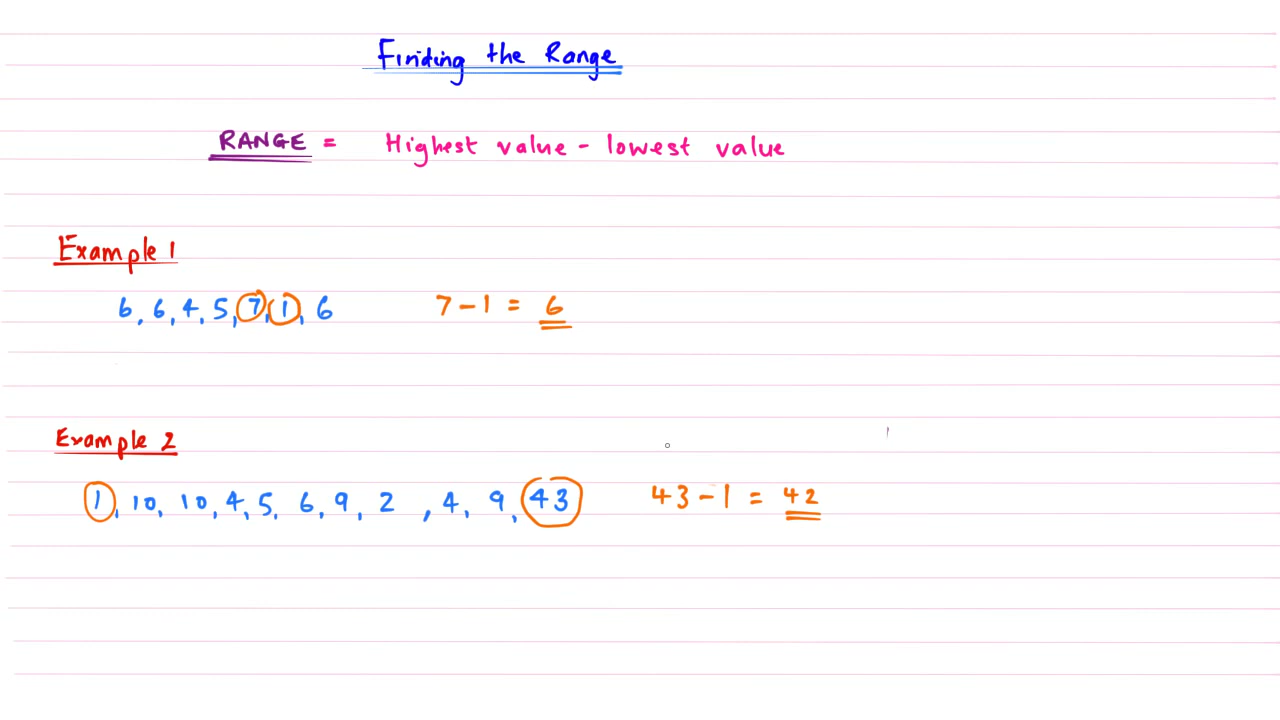 Finding the Range
RANGE = Highest value - lowest value
Example 1
6, 6, 4, 5, 7, 1, 6 7 - 1 = 6
Example 2
1, 10, 10, 4, 5, 6, 9, 2 , 4, 9, 43 43 - 1 = 42